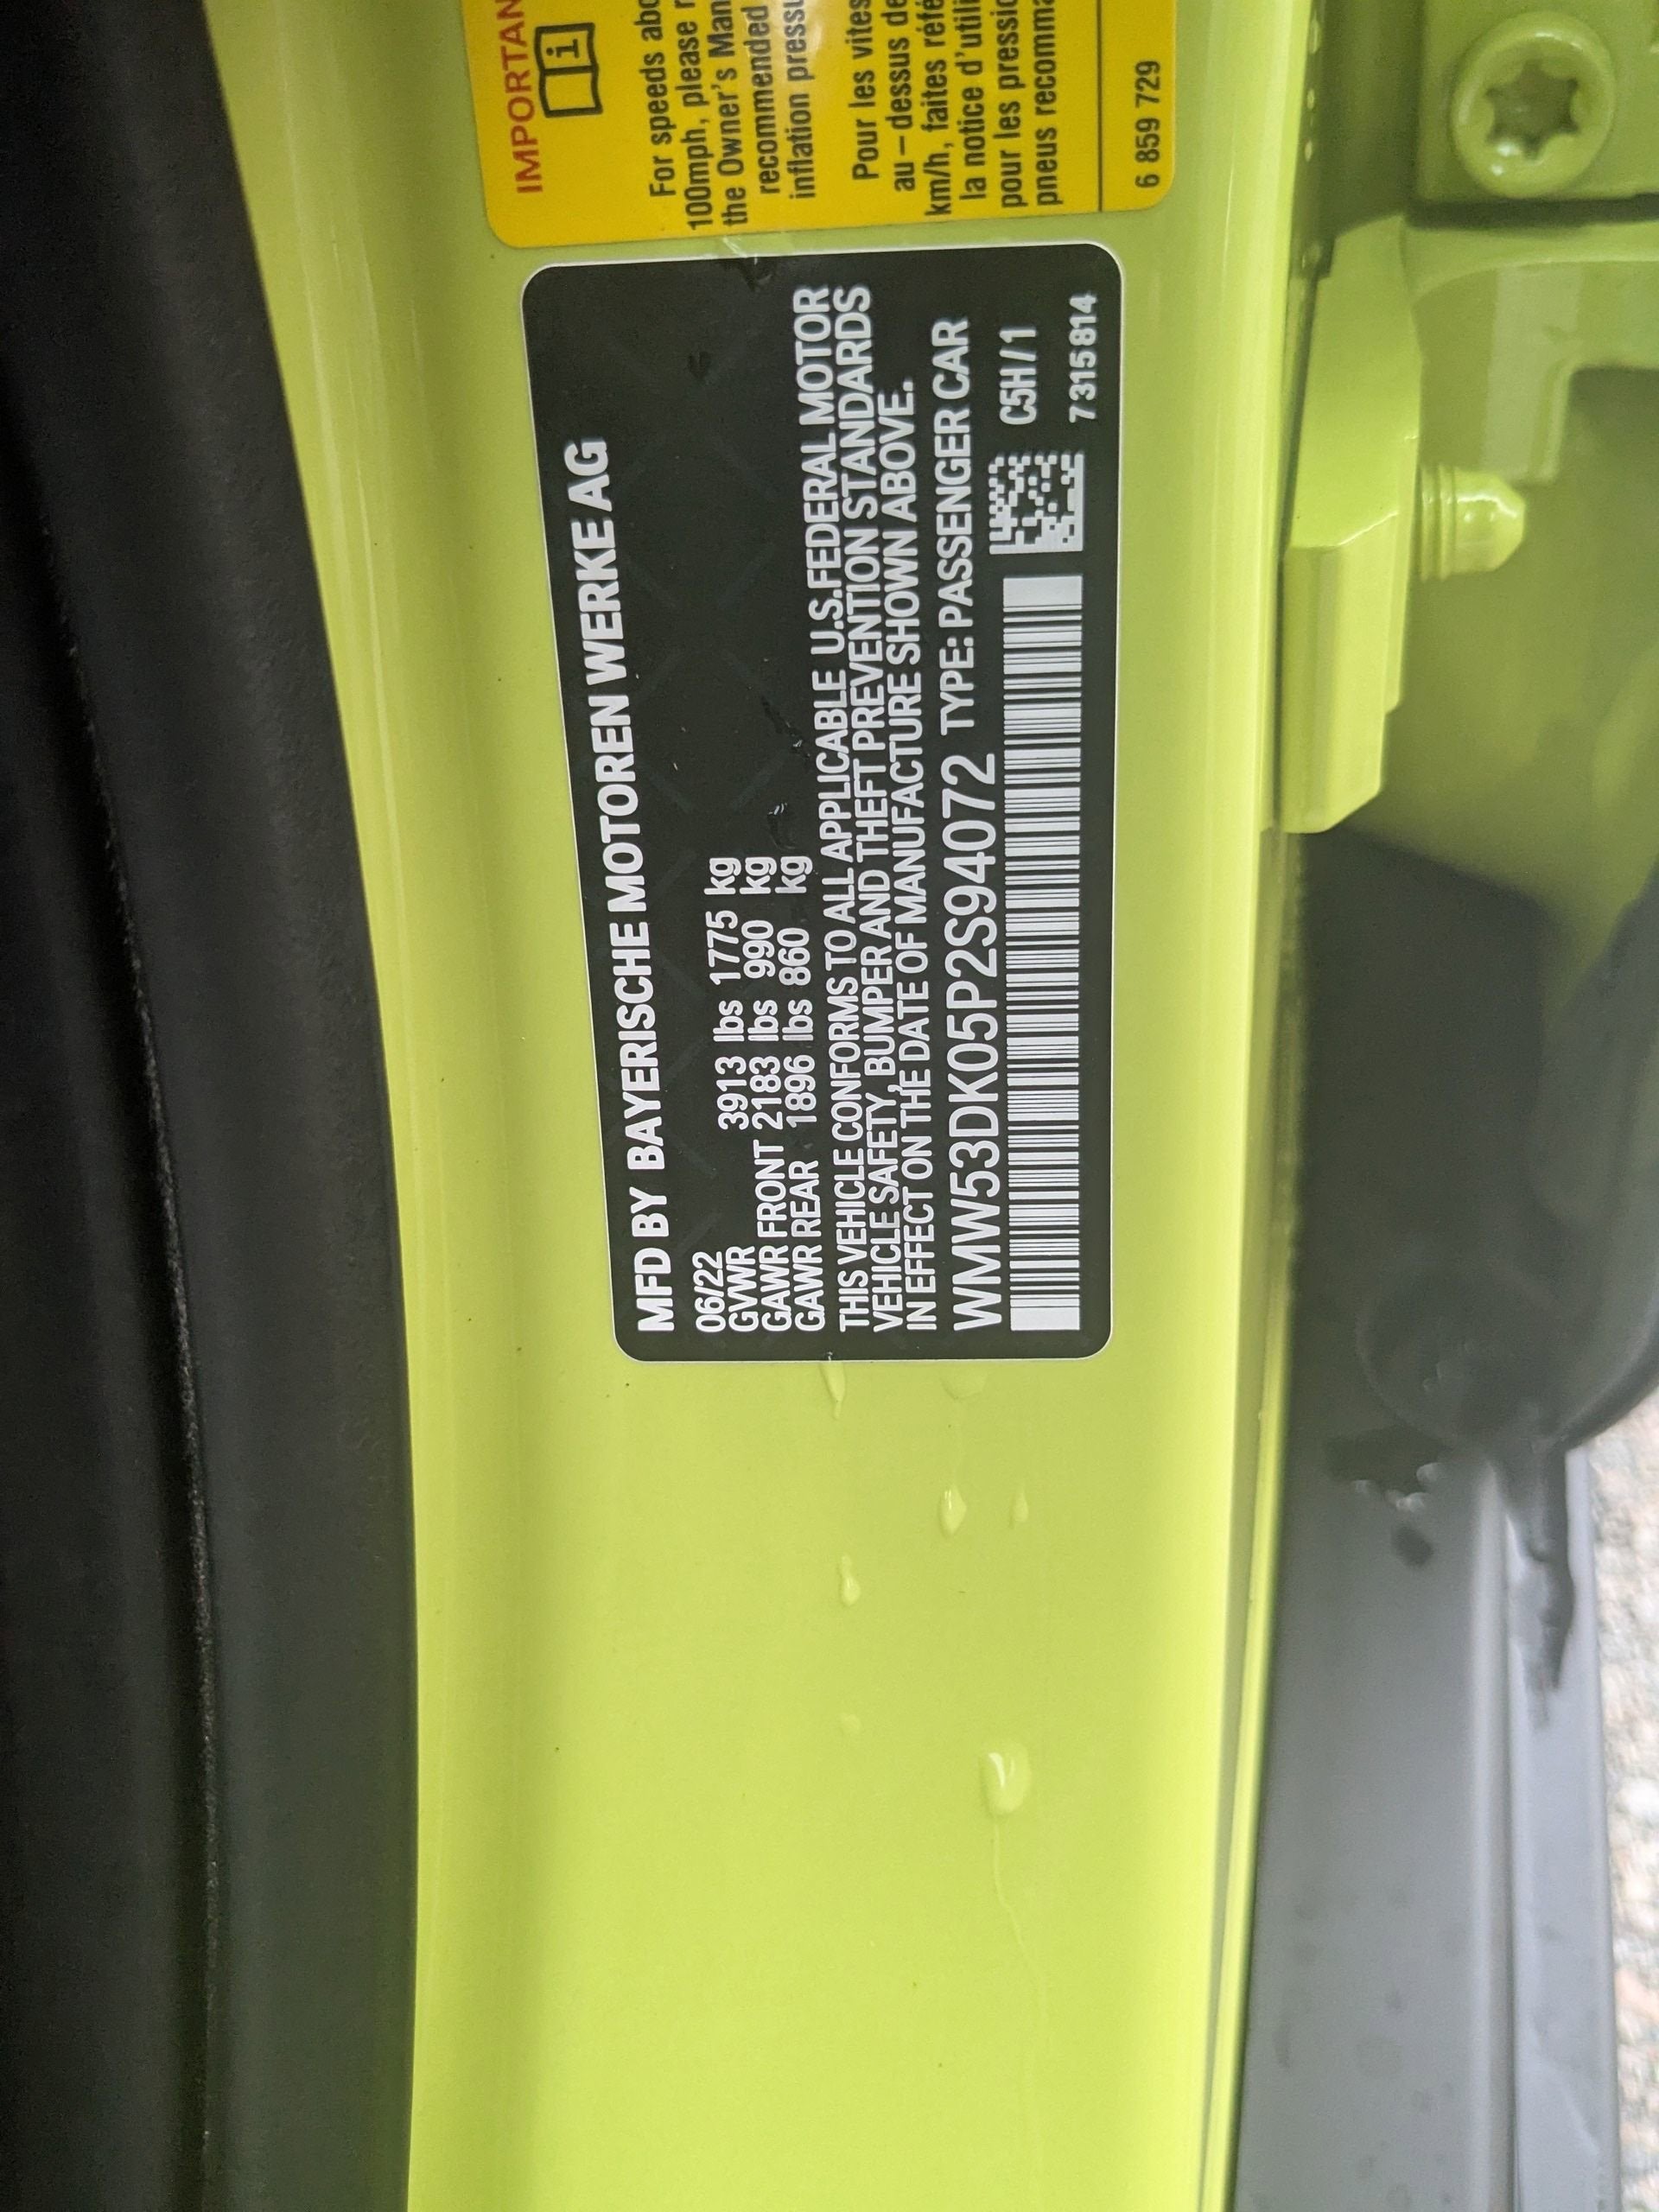 MFD BY BAYERISCHE MOTOREN WERKE AG
06/22
GVWR 3913 lbs 1775 kg
GAWR FRONT 2183 lbs 990 kg
GAWR REAR 1896 lbs 860 kg
THIS VEHICLE CONFORMS TO ALL APPLICABLE U.S.FEDERAL MOTOR
VEHICLE SAFETY, BUMPER AND THEFT PREVENTION STANDARDS
IN EFFECT ON THE DATE OF MANUFACTURE SHOWN ABOVE.
WMW53DK05P2S94072 TYPE: PASSENGER CAR
C5H/1
7315814
IMPORTAN
For speeds abo
100mph, please r
the Owner's Man
recommended
inflation pressu
Pour les vites
au-dessus de
km/h, faites réfé
la notice d'utili
pour les pressio
pneus recomma
6 859 729